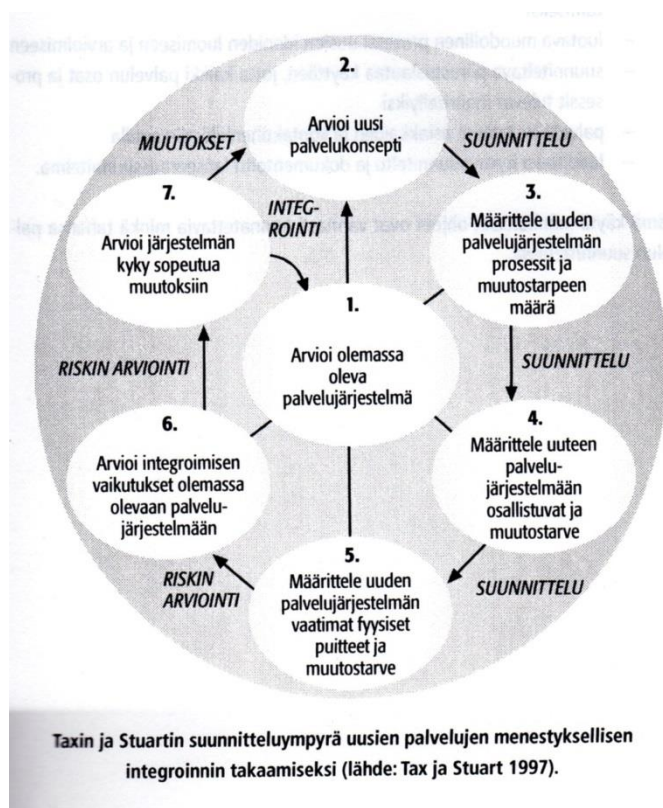 2.
Arvioi uusi
palvelukonsepti
MUUTOKSET
SUUNNITTELU
7.
Arvioi järjestelmän
kyky sopeutua
muutoksiin
INTEG-
ROINTI
3.
Määrittele uuden
palvelujärjestelmän
prosessit ja
muutostarpeen
määrä
1.
Arvioi olemassa
oleva
palvelujärjestelmä
RISKIN ARVIOINTI
SUUNNITTELU
6.
Arvioi integroimisen
vaikutukset olemassa
olevaan palvelu-
järjestelmään
4.
Määrittele uuteen
palvelu-
järjestelmään
osallistuvat ja
muutostarve
5.
Määrittele uuden
palvelujärjestelmän
vaatimat fyysiset
puitteet ja
muutostarve
RISKIN
ARVIOINTI
SUUNNITTELU
Taxin ja Stuartin suunnitteluympyrä uusien palvelujen menestyksellisen
integroinnin takaamiseksi (lähde: Tax ja Stuart 1997).